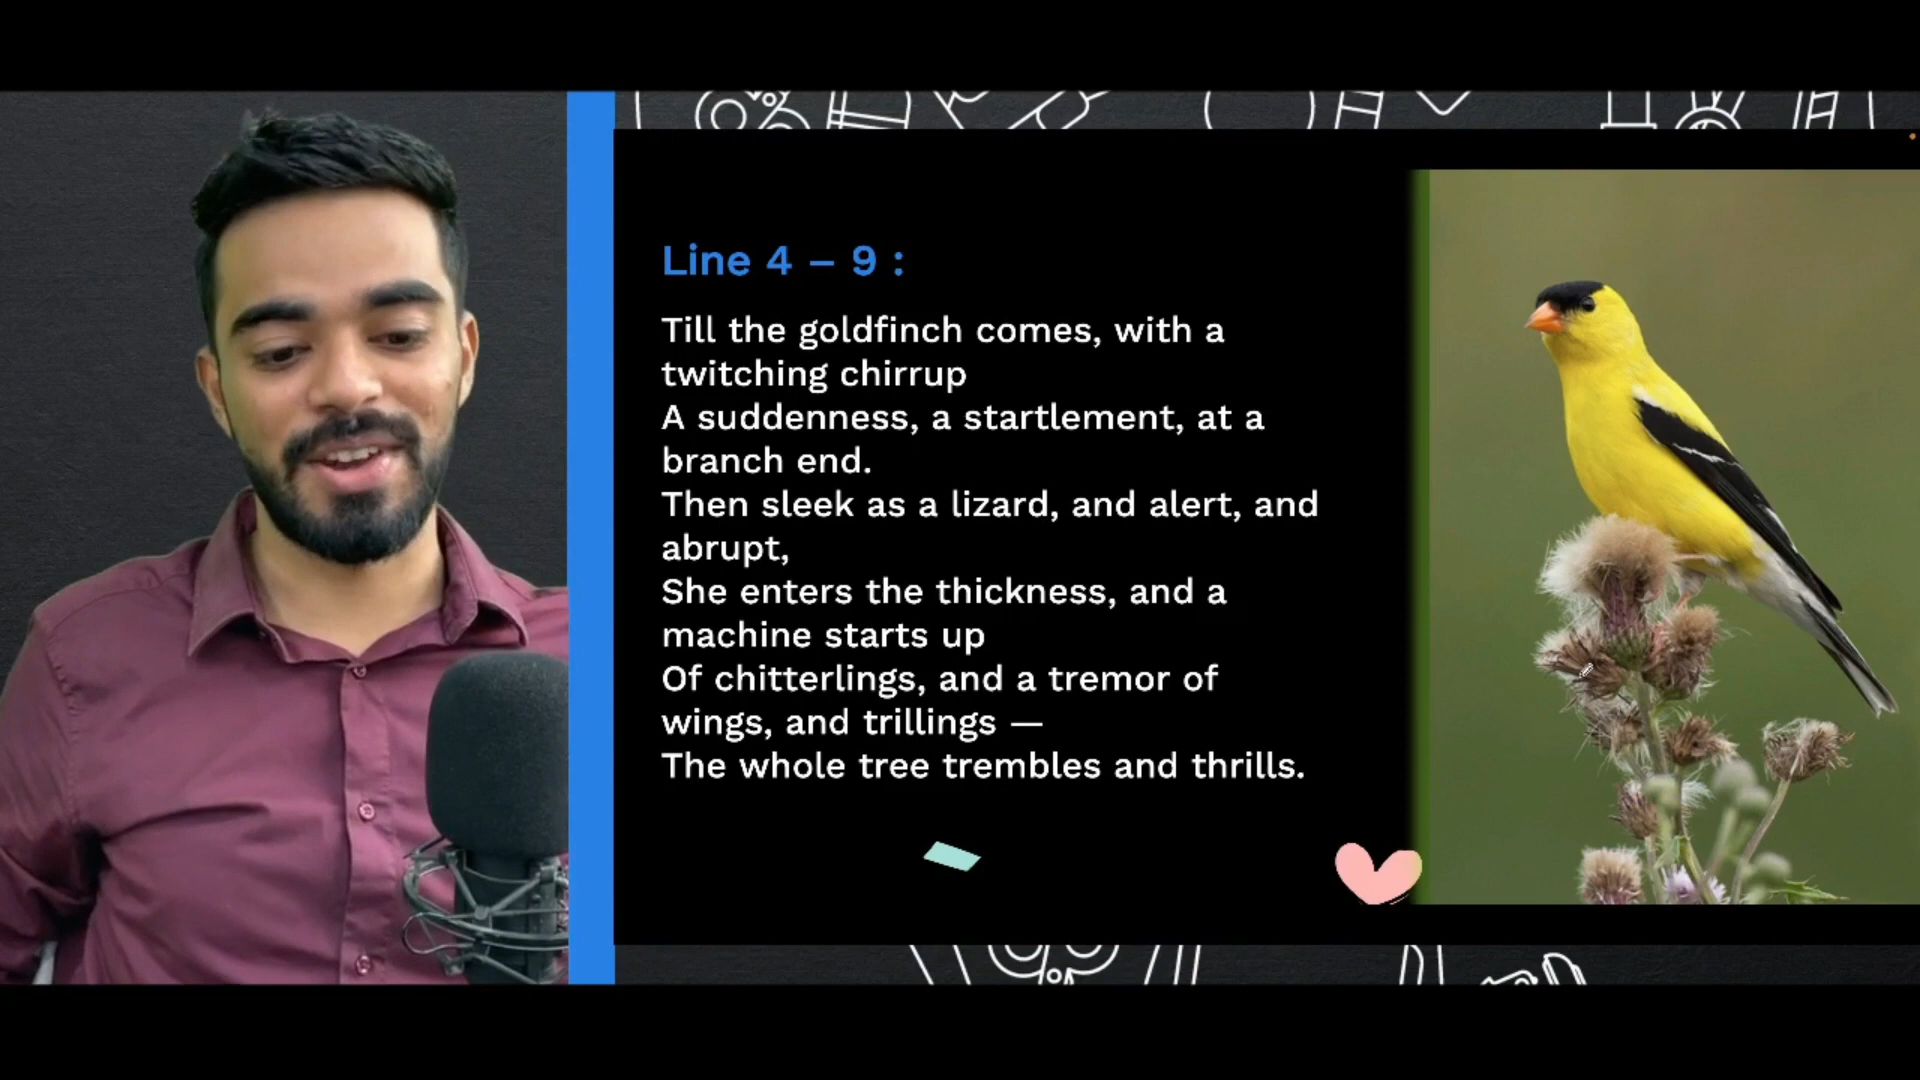 Line 4 – 9 :
Till the goldfinch comes, with a
twitching chirrup
A suddenness, a startlement, at a
branch end.
Then sleek as a lizard, and alert, and
abrupt,
She enters the thickness, and a
machine starts up
Of chitterlings, and a tremor of
wings, and trillings —
The whole tree trembles and thrills.